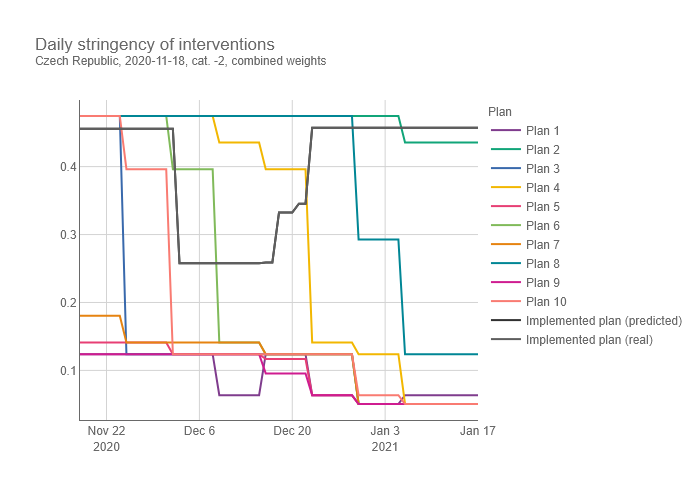 Daily stringency of interventions
Czech Republic, 2020-11-18, cat. -2, combined weights
Plan
Plan 1
Plan 2
Plan 3
Plan 4
Plan 5
Plan 6
Plan 7
Plan 8
Plan 9
Plan 10
Implemented plan (predicted)
Implemented plan (real)
0.4
0.3
0.2
0.1
Nov 22 Dec 6 Dec 20 Jan 3 Jan 17
2020 2021